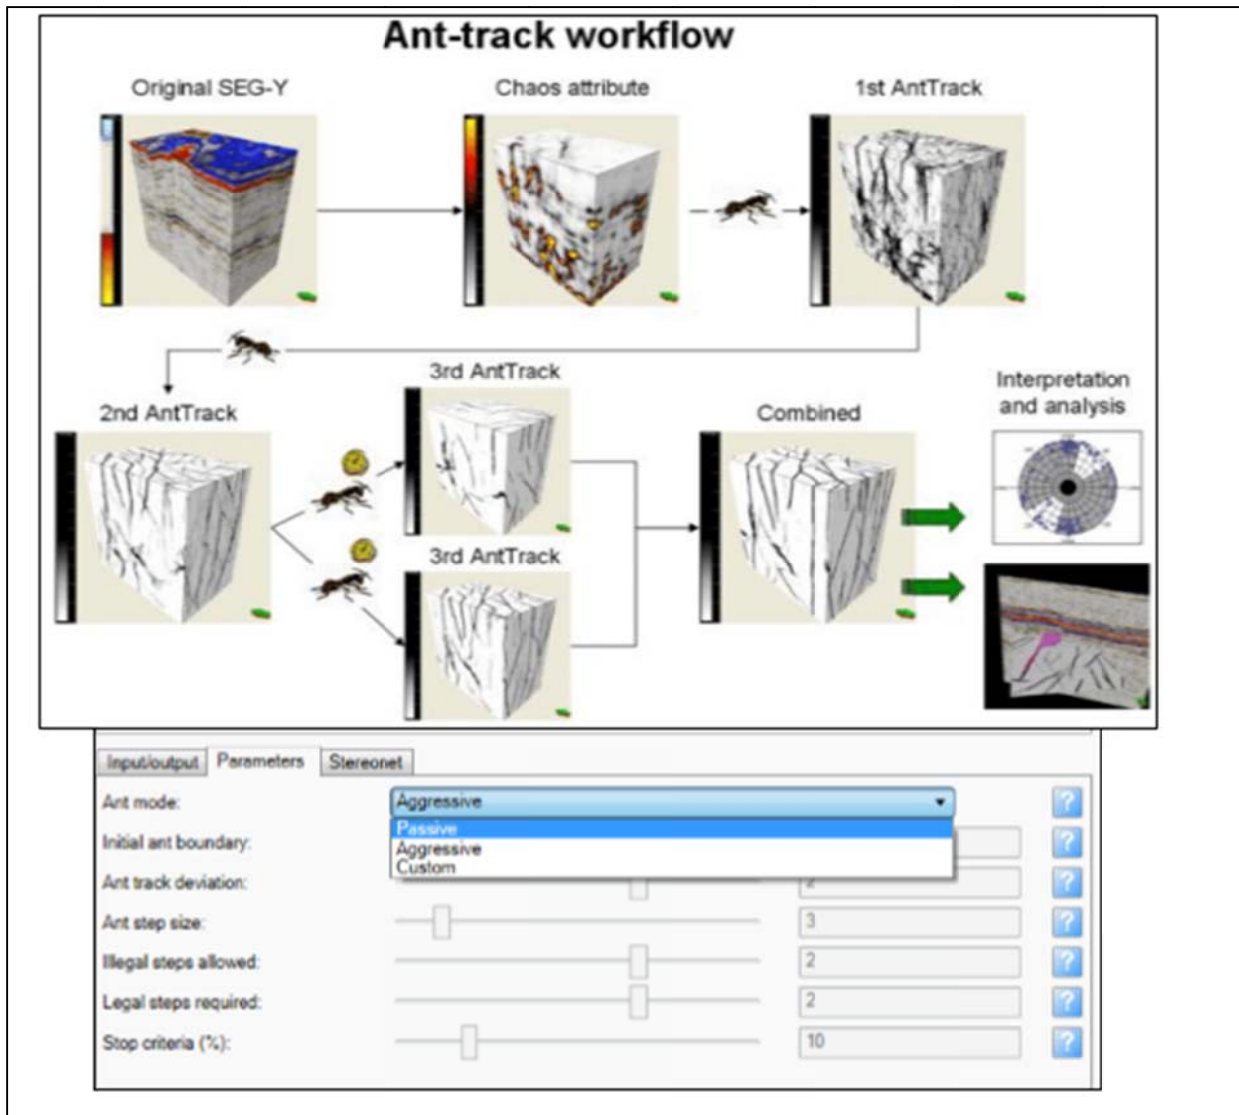 Ant-track workflow
Original SEG-Y
Chaos attribute
1st AntTrack
2nd AntTrack
3rd AntTrack
3rd AntTrack
Combined
Interpretation
and analysis
Input/output Parameters Stereonet
Ant mode: Aggressive ?
Passive
Initial ant boundary: ?
Aggressive
Custom
Ant track deviation: 2 ?
Ant step size: 3 ?
Illegal steps allowed: 2 ?
Legal steps required: 2 ?
Stop criteria (%): 10 ?